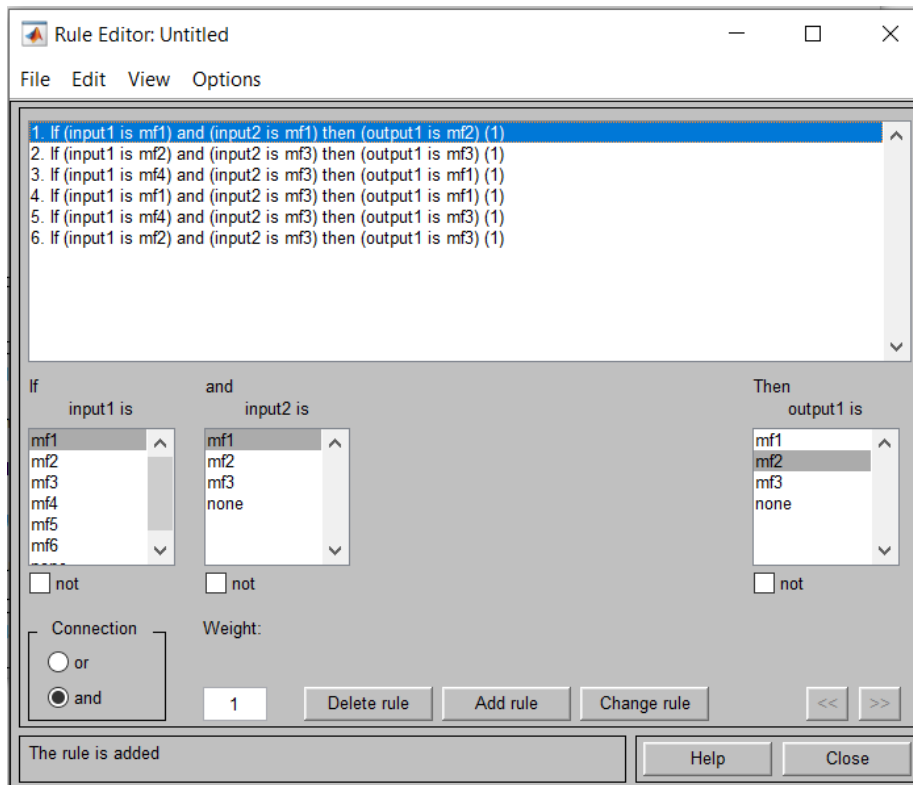 Rule Editor: Untitled
File Edit View Options
1. If (input1 is mf1) and (input2 is mf1) then (output1 is mf2) (1)
2. If (input1 is mf2) and (input2 is mf3) then (output1 is mf3) (1)
3. If (input1 is mf4) and (input2 is mf3) then (output1 is mf1) (1)
4. If (input1 is mf1) and (input2 is mf3) then (output1 is mf1) (1)
5. If (input1 is mf4) and (input2 is mf3) then (output1 is mf3) (1)
6. If (input1 is mf2) and (input2 is mf3) then (output1 is mf3) (1)
If and Then
input1 is input2 is output1 is
mf1 mf1 mf1
mf2 mf2 mf2
mf3 mf3 mf3
mf4 none none
mf5
mf6
not not not
Connection Weight:
or
and 1 Delete rule Add rule Change rule << >>
The rule is added Help Close